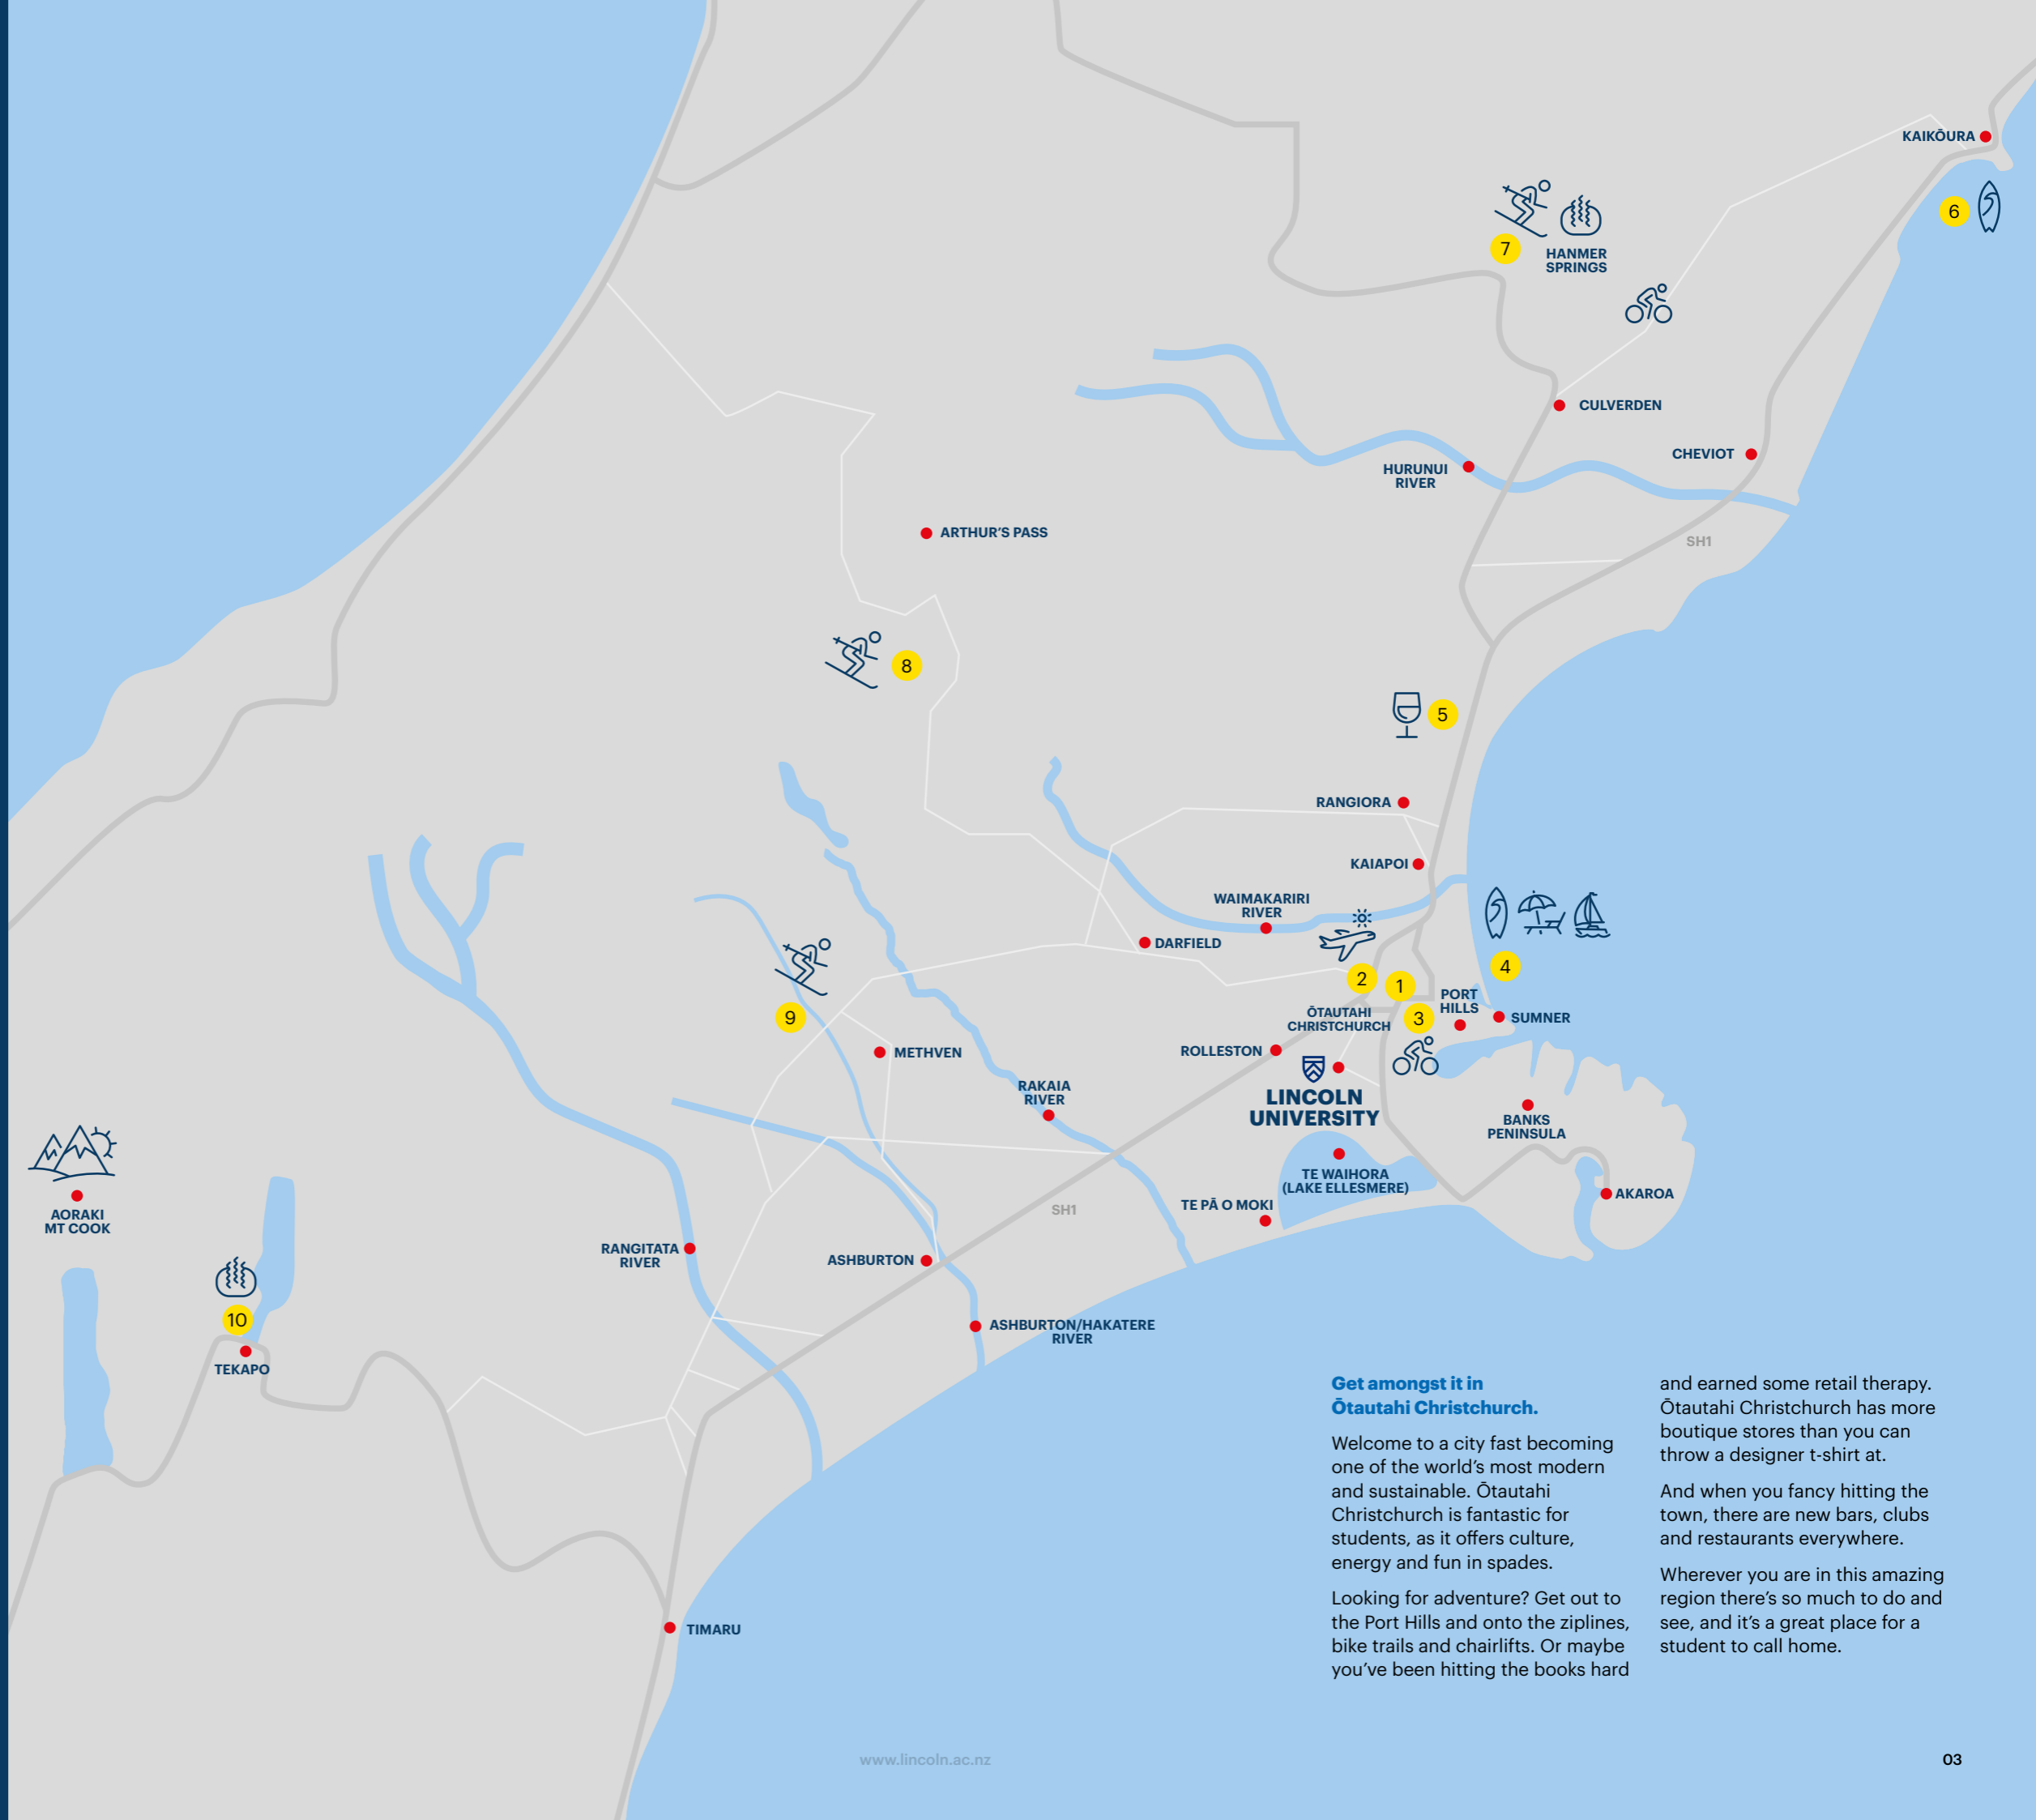 KAIKŌURA
6
7
HANMER
SPRINGS
CULVERDEN
CHEVIOT
HURUNUI
RIVER
ARTHUR'S PASS
SH1
8
5
RANGIORA
KAIAPOI
WAIMAKARIRI
RIVER
DARFIELD
2
1
4
PORT
HILLS
ŌTAUTAHI
CHRISTCHURCH
3
SUMNER
9
METHVEN
ROLLESTON
RAKAIA
RIVER
LINCOLN
UNIVERSITY
BANKS
PENINSULA
TE WAIHORA
(LAKE ELLESMERE)
AKAROA
TE PĀ O MOKI
SH1
AORAKI
MT COOK
RANGITATA
RIVER
ASHBURTON
10
TEKAPO
ASHBURTON/HAKATERE
RIVER
TIMARU
Get amongst it in
Ōtautahi Christchurch.
Welcome to a city fast becoming
one of the world's most modern
and sustainable. Ōtautahi
Christchurch is fantastic for
students, as it offers culture,
energy and fun in spades.
Looking for adventure? Get out to
the Port Hills and onto the ziplines,
bike trails and chairlifts. Or maybe
you've been hitting the books hard
and earned some retail therapy.
Ōtautahi Christchurch has more
boutique stores than you can
throw a designer t-shirt at.
And when you fancy hitting the
town, there are new bars, clubs
and restaurants everywhere.
Wherever you are in this amazing
region there's so much to do and
see, and it's a great place for a
student to call home.
www.lincoln.ac.nz
03